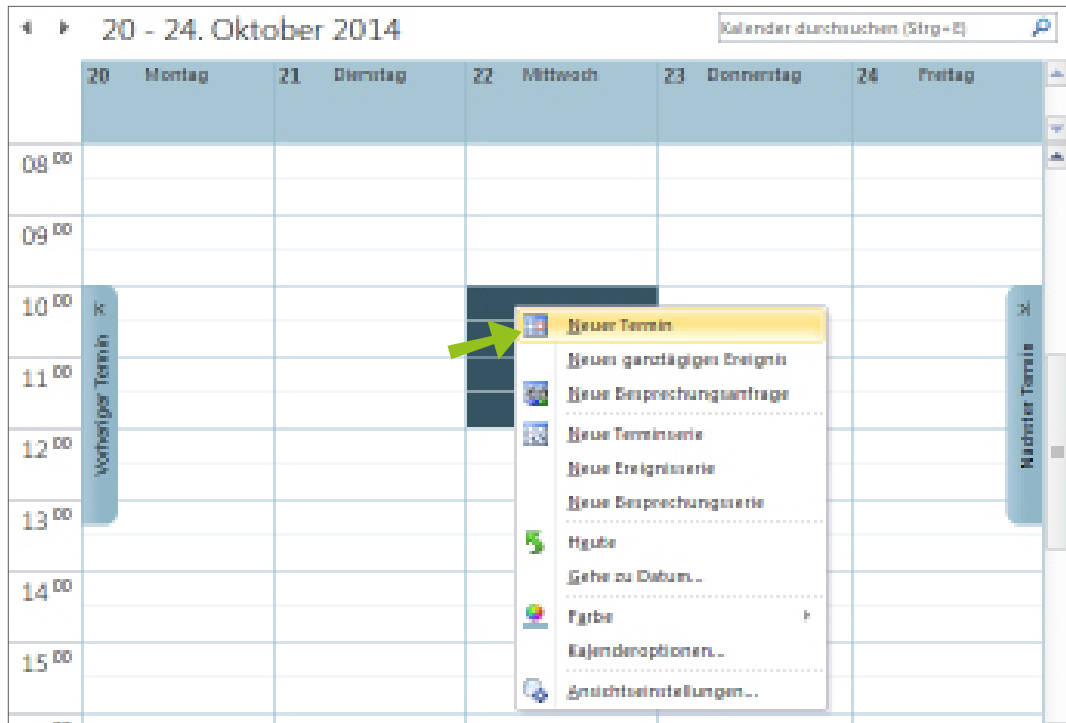 20 - 24. Oktober 2014
Kalender durchsuchen (Strg+E)
20 Montag
21 Dienstag
22 Mittwoch
23 Donnerstag
24 Freitag
08 00
09 00
10 00
11 00
12 00
13 00
14 00
15 00
Vorheriger Termin
Neuer Termin
Neues ganztägiges Ereignis
Neue Besprechungsanfrage
Neue Terminserie
Neue Ereignisserie
Neue Besprechungsserie
Heute
Gehe zu Datum...
Farbe
Kalenderoptionen...
Ansichtseinstellungen...
Nächster Termin